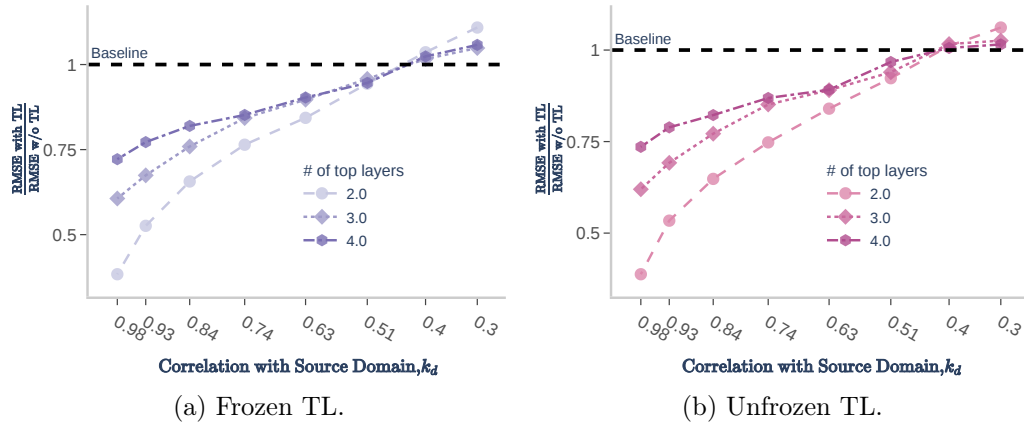 Baseline
1
0.75
0.5
RMSE with TL
RMSE w/o TL
# of top layers
2.0
3.0
4.0
0.98
0.93
0.84
0.74
0.63
0.51
0.4
0.3
Correlation with Source Domain,k_d
(a) Frozen TL.
Baseline
1
0.75
0.5
RMSE with TL
RMSE w/o TL
# of top layers
2.0
3.0
4.0
0.98
0.93
0.84
0.74
0.63
0.51
0.4
0.3
Correlation with Source Domain,k_d
(b) Unfrozen TL.